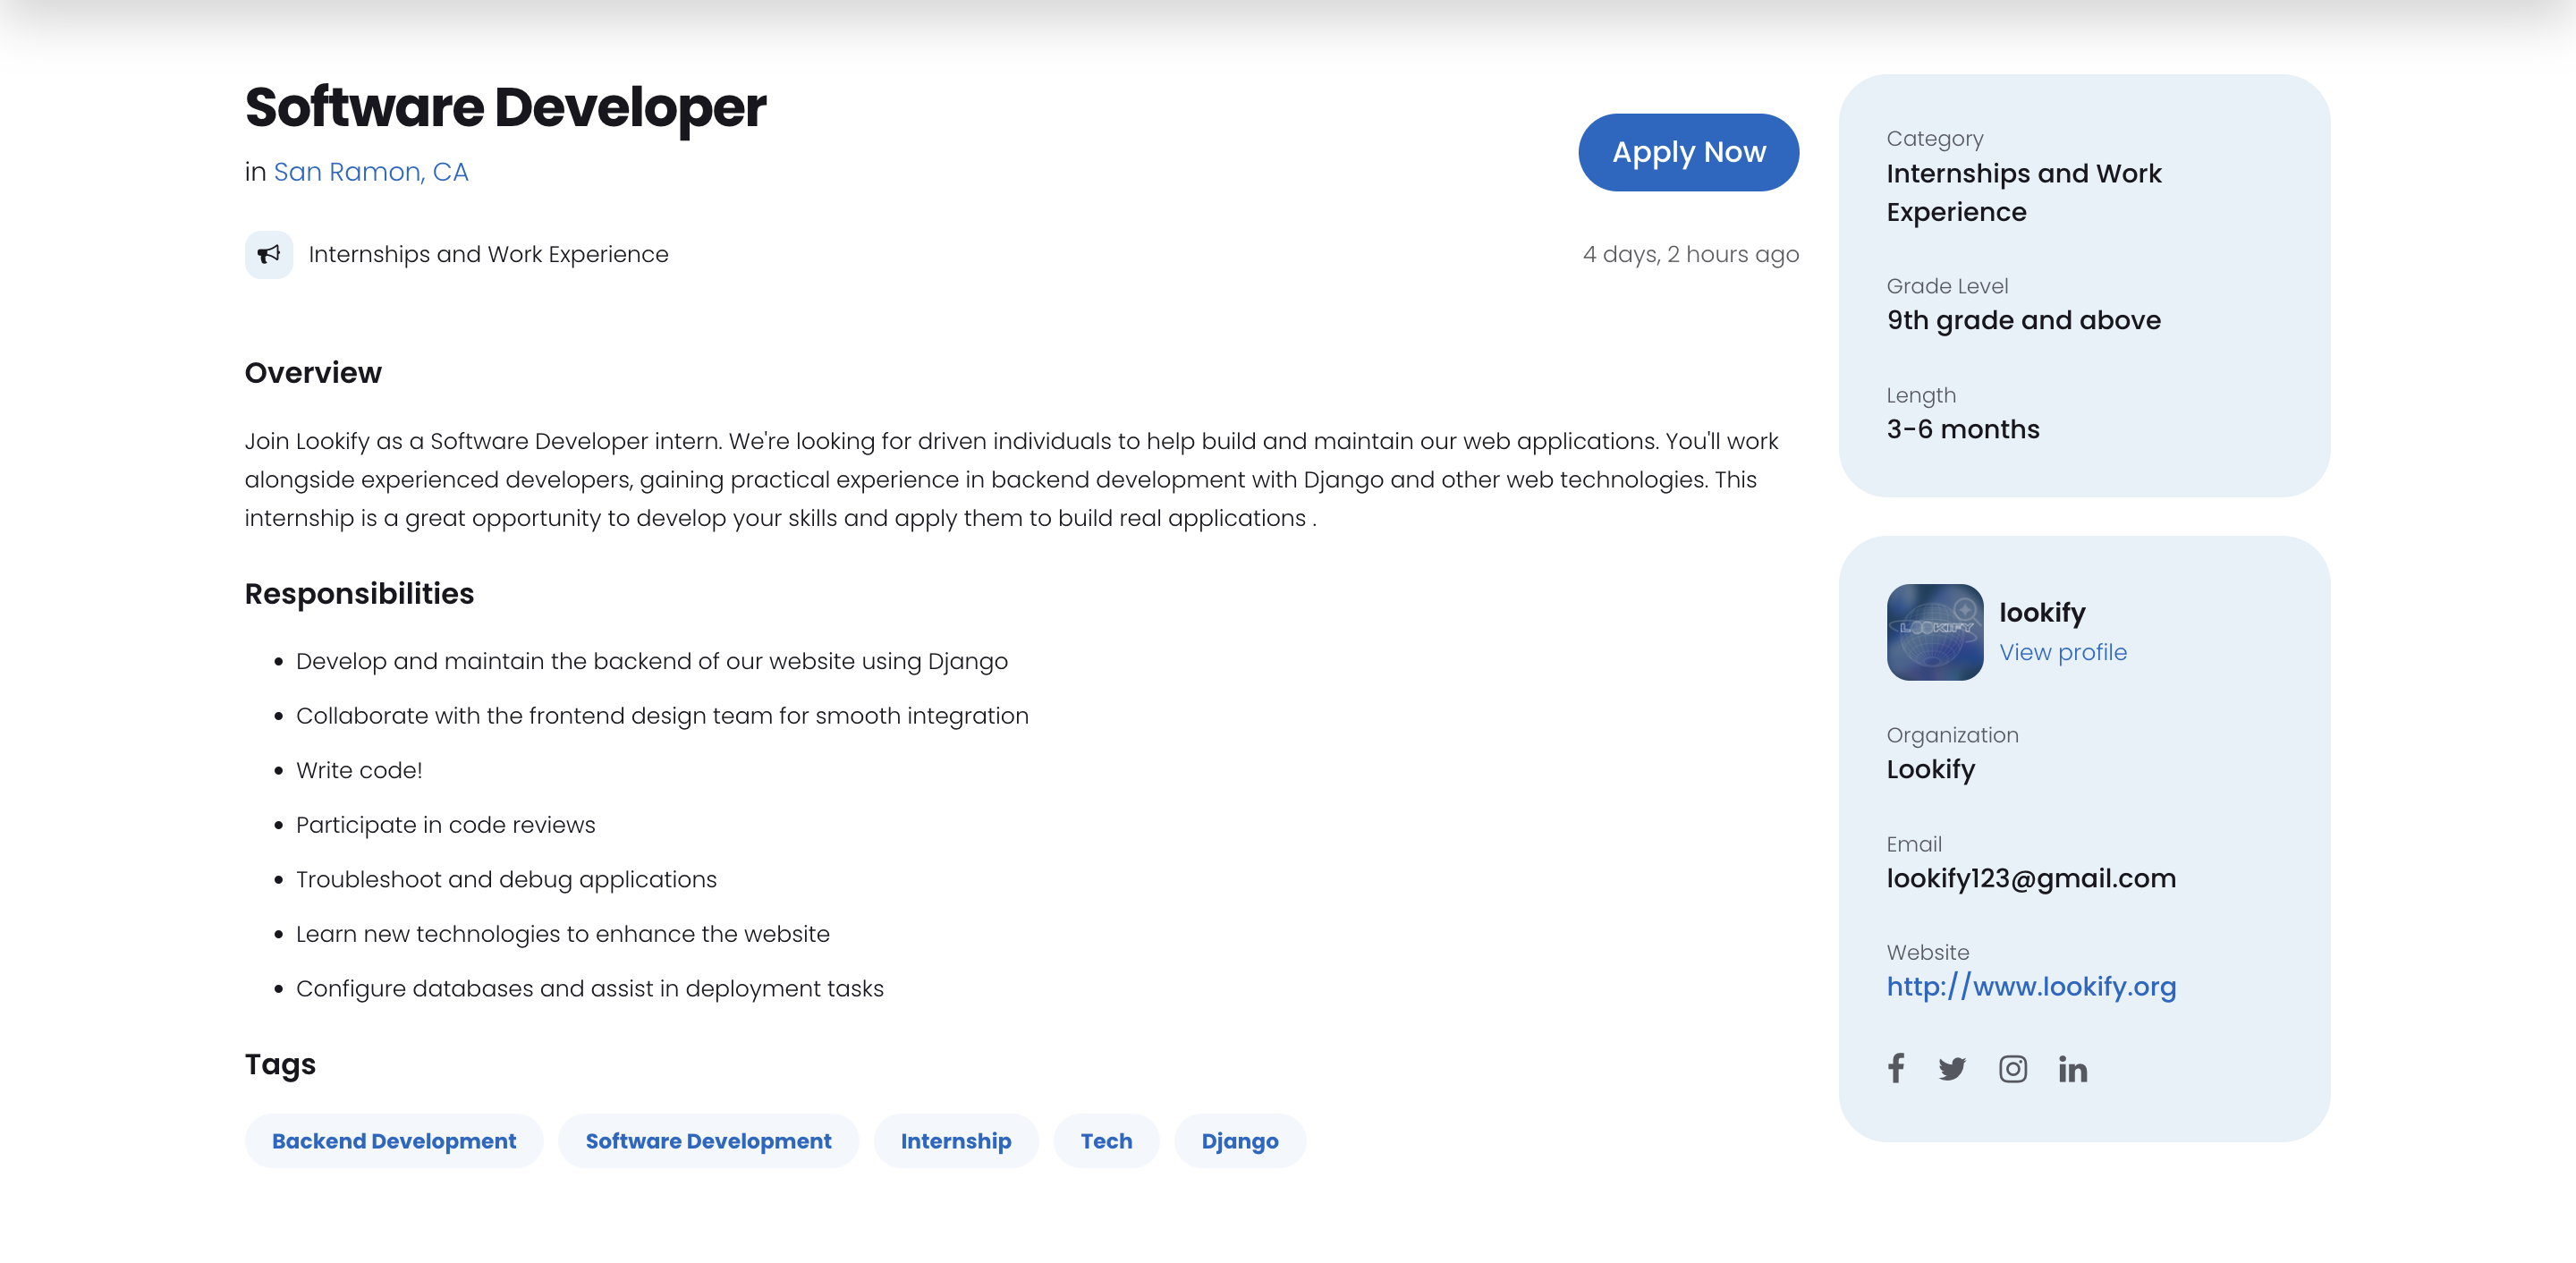 Software Developer
in San Ramon, CA
Apply Now
Internships and Work Experience
4 days, 2 hours ago
Overview
Join Lookify as a Software Developer intern. We're looking for driven individuals to help build and maintain our web applications. You'll work
alongside experienced developers, gaining practical experience in backend development with Django and other web technologies. This
internship is a great opportunity to develop your skills and apply them to build real applications .
Responsibilities
Develop and maintain the backend of our website using Django
Collaborate with the frontend design team for smooth integration
Write code!
Participate in code reviews
Troubleshoot and debug applications
Learn new technologies to enhance the website
Configure databases and assist in deployment tasks
Tags
Backend Development
Software Development
Internship
Tech
Django
Category
Internships and Work
Experience
Grade Level
9th grade and above
Length
3-6 months
LOOKIFY
lookify
View profile
Organization
Lookify
Email
lookify123@gmail.com
Website
http://www.lookify.org